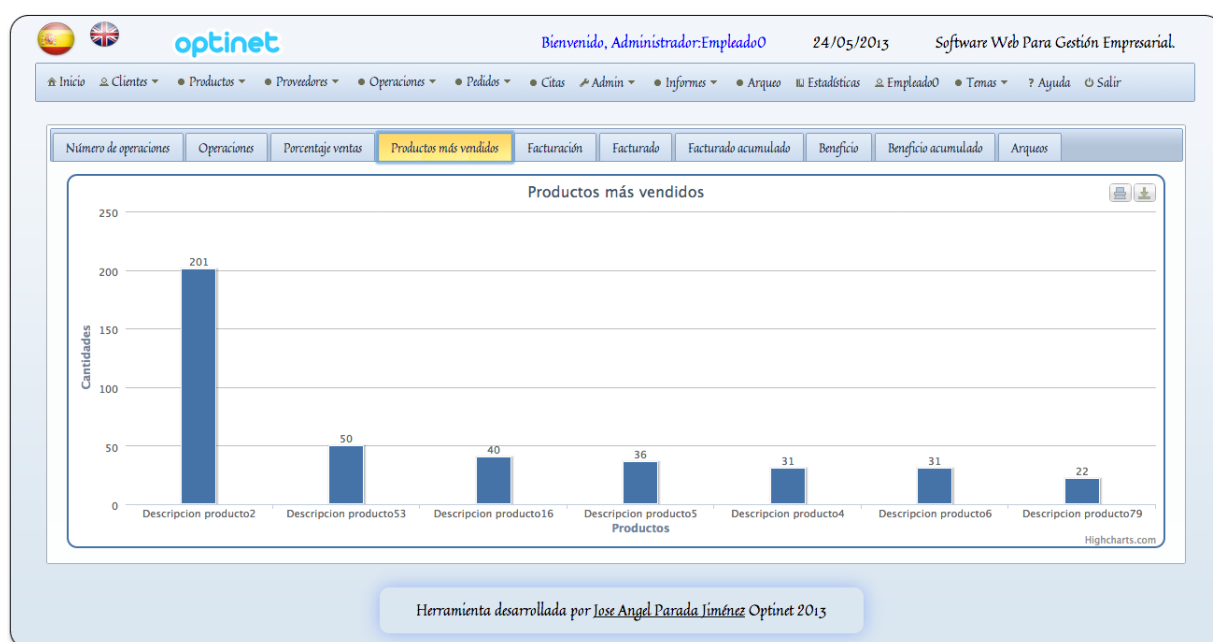 optinet
Bienvenido, Administrador:Empleado0
24/05/2013
Software Web Para Gestión Empresarial.
Inicio Clientes Productos Proveedores Operaciones Pedidos Citas Admin Informes Arqueo Estadísticas Empleado0 Temas ? Ayuda Salir
Número de operaciones Operaciones Porcentaje ventas Productos más vendidos Facturación Facturado Facturado acumulado Beneficio Beneficio acumulado Arqueos
Productos más vendidos
250
200
150
100
50
0
Cantidades
201
50
40
36
31
31
22
Descripcion producto2
Descripcion producto53
Descripcion producto16
Descripcion producto5
Descripcion producto4
Descripcion producto6
Descripcion producto79
Productos
Highcharts.com
Herramienta desarrollada por Jose Angel Parada Jiménez Optinet 2013